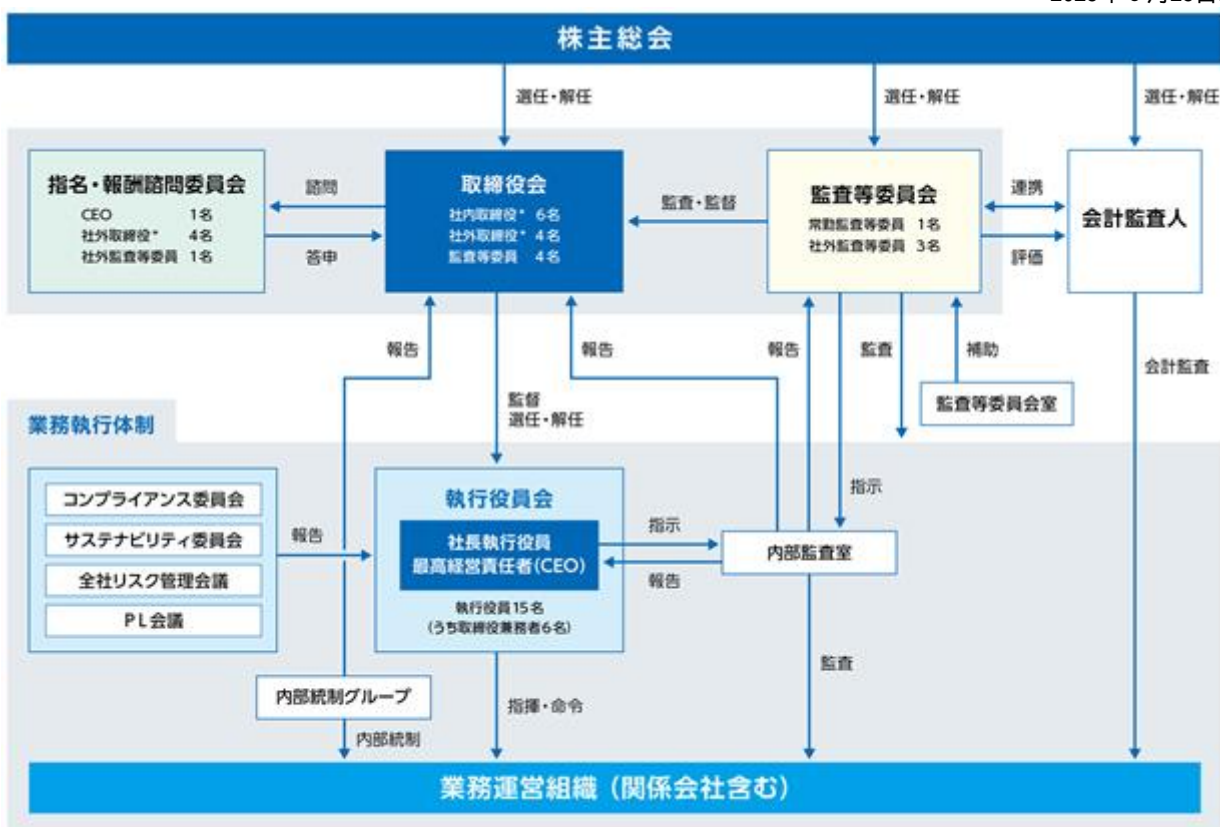 株主総会
選任・解任
選任・解任
選任・解任
指名・報酬諮問委員会
CEO 1名
社外取締役* 4名
社外監査等委員 1名
諮問
答申
取締役会
社内取締役* 6名
社外取締役* 4名
監査等委員 4名
監査・監督
監査等委員会
常勤監査等委員 1名
社外監査等委員 3名
連携
評価
会計監査人
報告
報告
報告
監査
補助
会計監査
監督
選任・解任
監査等委員会室
業務執行体制
コンプライアンス委員会
サステナビリティ委員会
全社リスク管理会議
PL会議
報告
執行役員会
社長執行役員
最高経営責任者(CEO)
執行役員15名
(うち取締役兼務者6名)
指示
報告
指示
内部監査室
監査
内部統制グループ
内部統制
指揮・命令
業務運営組織(関係会社含む)